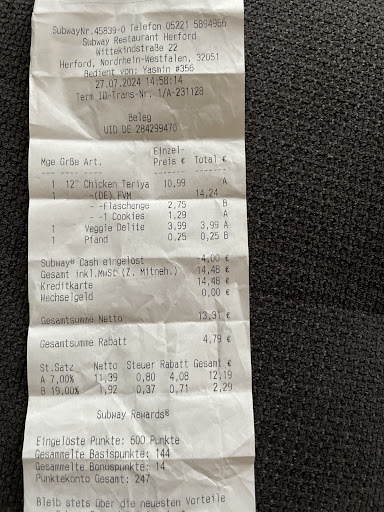 SubwayNr.45839-0 Telefon 05221 5894966
Subway Restaurant Herford
Wittekindstraße 22
Herford, Nordrhein-Westfalen, 32051
Bedient von: Yasmin #356
27.07.2024 14:58:14
Term ID-Trans-Nr. 1/A-231128
Beleg
UID DE 284299470
Einzel-
Mge Grße Art. Preis € Total €
1 12" Chicken Teriya 10,99 A
1 -(DE) FVM 14,24
- -Flaschenge 2,75 B
- -1 Cookies 1,29 A
1 Veggie Delite 3,99 3,99 A
1 Pfand 0,25 0,25 B
Subway® Cash eingelöst -4,00 €
Gesamt inkl.MwSt (Z. Mitneh.) 14,48 €
Kreditkarte 14,48 €
Wechselgeld 0,00 €
Gesamtsumme Netto 13,31 €
Gesamtsumme Rabatt 4,79 €
St.Satz Netto Steuer Rabatt Gesamt €
A 7,00% 11,39 0,80 4,08 12,19
B 19,00% 1,92 0,37 0,71 2,29
Subway Rewards®
Eingelöste Punkte: 500 Punkte
Gesammelte Basispunkte: 144
Gesammelte Bonuspunkte: 14
Punktekonto Gesamt: 247
Bleib stets über die neuesten Vorteile